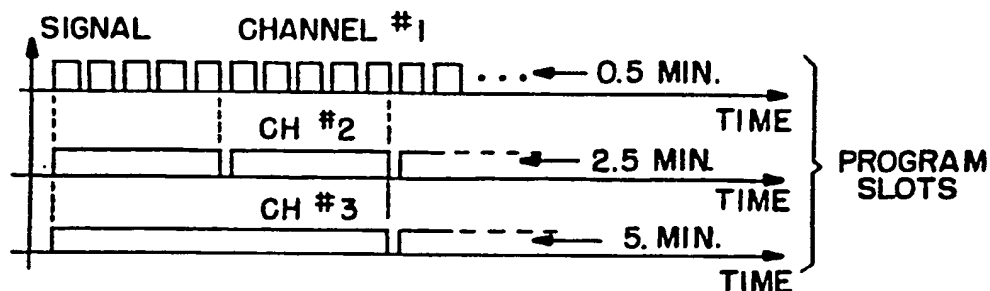 SIGNAL CHANNEL #1
... 0.5 MIN.
TIME
CH #2
2.5 MIN.
TIME
CH #3
5. MIN.
TIME
PROGRAM
SLOTS